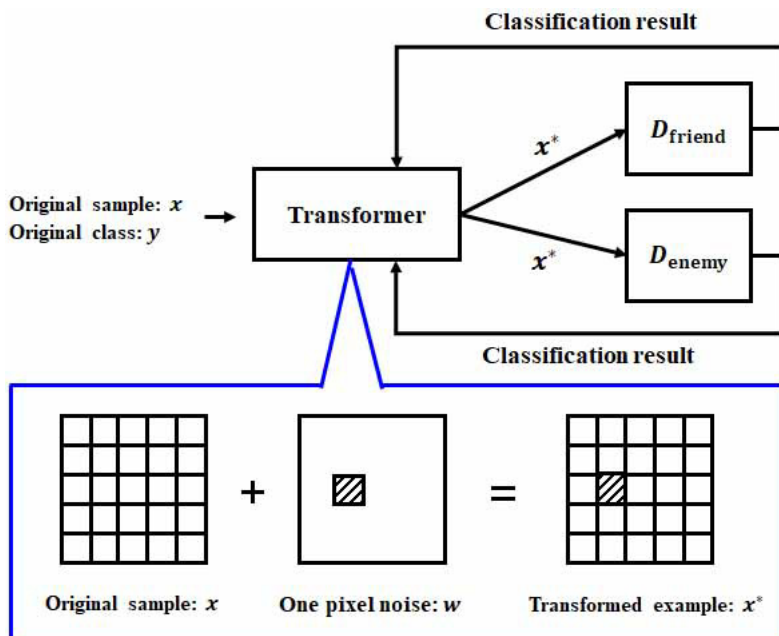 Classification result
D_friend
x*
Original sample: x
Original class: y
Transformer
x*
D_enemy
Classification result
+
=
Original sample: x
One pixel noise: w
Transformed example: x*